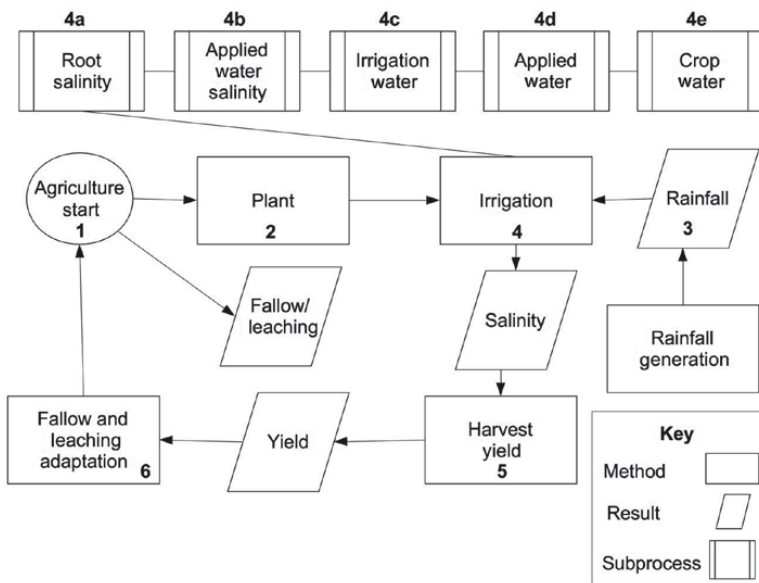 4a
4b
4c
4d
4e
Root
salinity
Applied
water
salinity
Irrigation
water
Applied
water
Crop
water
Agriculture
start
1
Plant
2
Irrigation
4
Rainfall
3
Fallow/
leaching
Salinity
Rainfall
generation
Fallow and
leaching
adaptation
6
Yield
Harvest
yield
5
Key
Method
Result
Subprocess